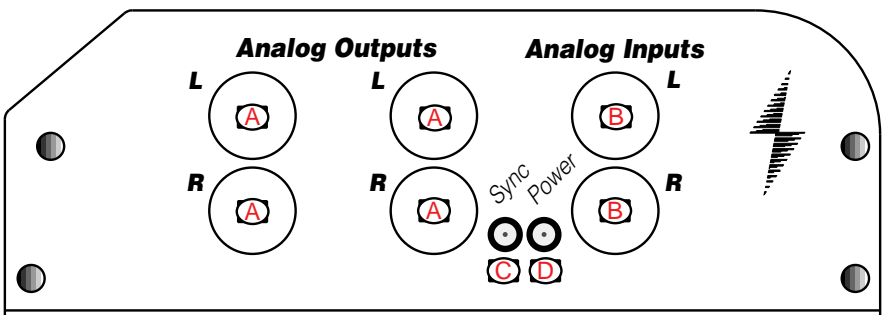 Analog Outputs Analog Inputs
L L L
A A B
Sync Power
R R R
A A B
C D